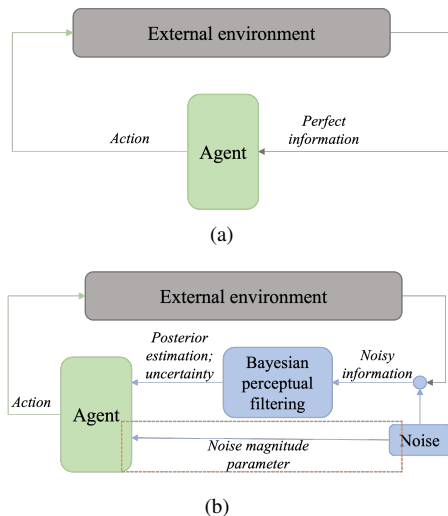 External environment
Perfect
information
Action
Agent
(a)
External environment
Posterior
estimation;
uncertainty
Bayesian
perceptual
filtering
Noisy
information
Action
Agent
Noise
Noise magnitude
parameter
(b)